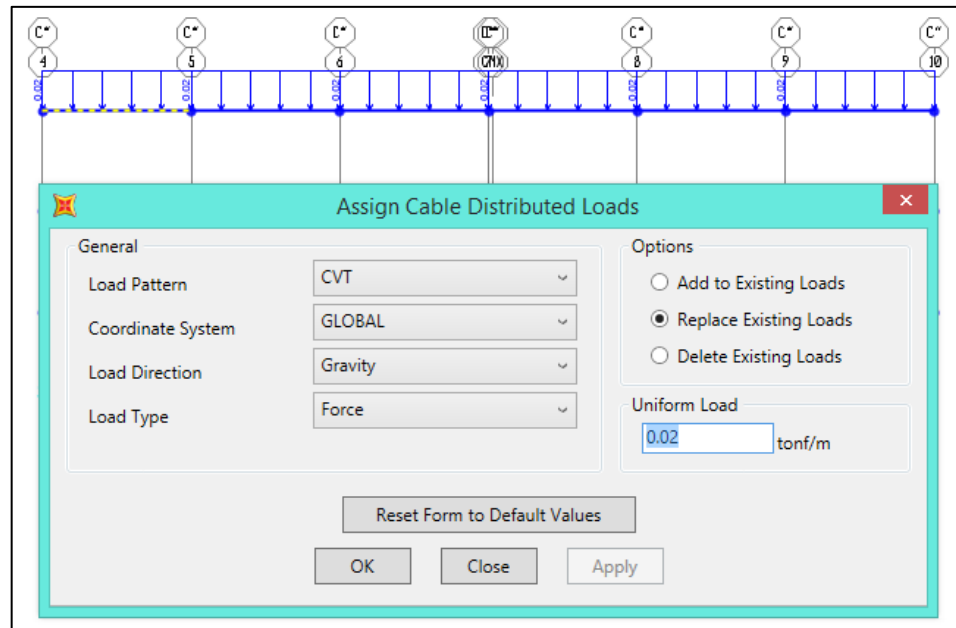 C" C" C" C" C" C"
4 5 6 8 9 10
0.02 0.02 0.02 0.02 0.02 0.02
Assign Cable Distributed Loads
General
Load Pattern CVT
Coordinate System GLOBAL
Load Direction Gravity
Load Type Force
Options
Add to Existing Loads
Replace Existing Loads
Delete Existing Loads
Uniform Load
0.02 tonf/m
Reset Form to Default Values
OK Close Apply